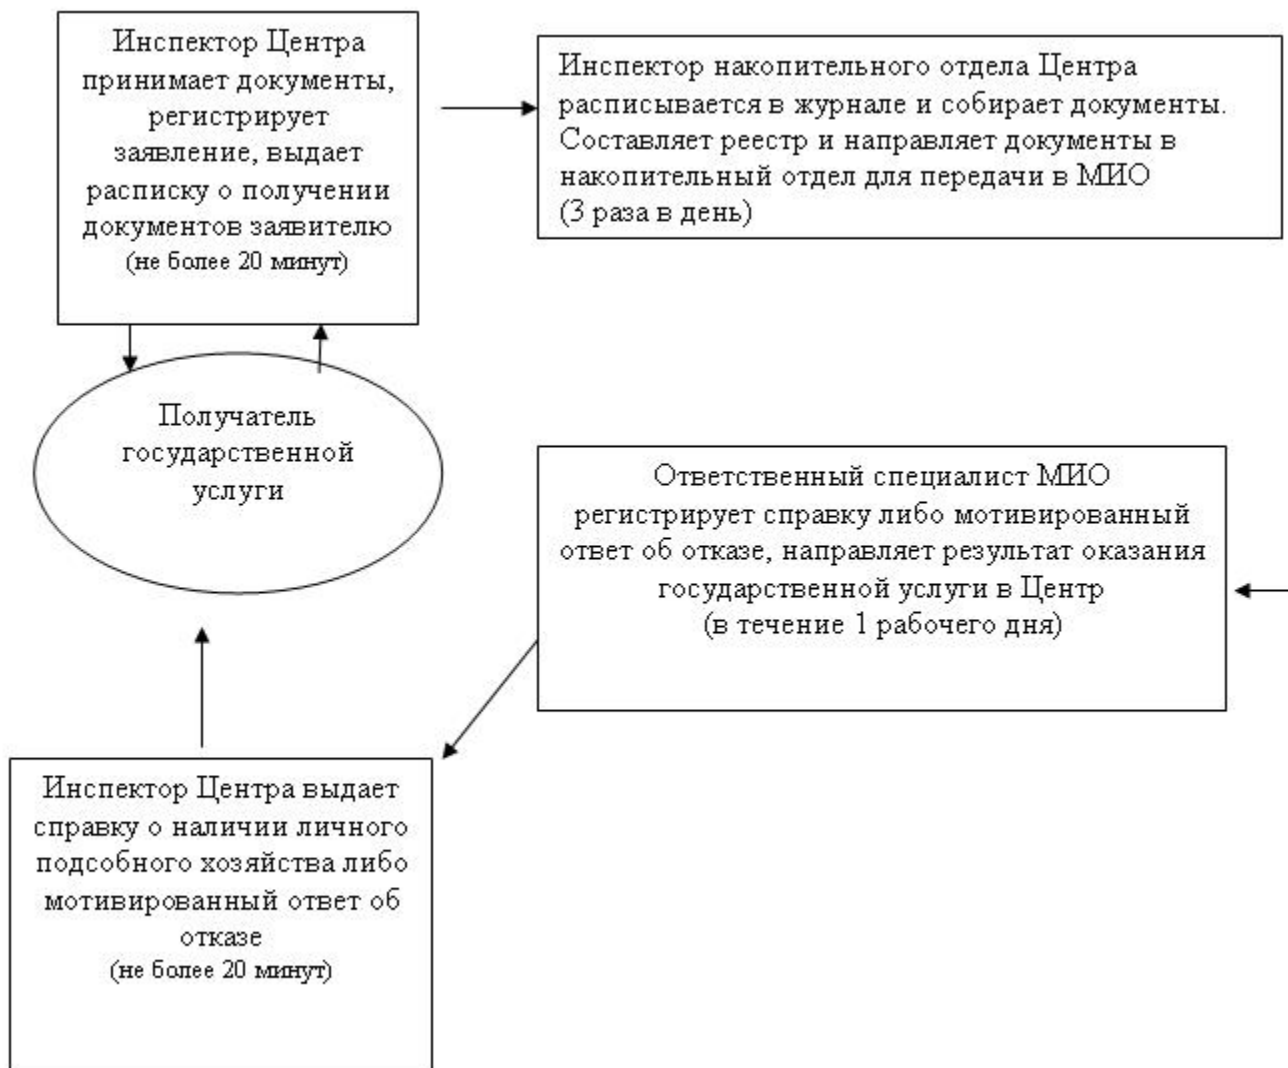 Инспектор Центра
принимает документы,
регистрирует
заявление, выдает
расписку о получении
документов заявителю
(не более 20 минут)
Инспектор накопительного отдела Центра
расписывается в журнале и собирает документы.
Составляет реестр и направляет документы в
накопительный отдел для передачи в МИО
(3 раза в день)
Получатель
государственной
услуги
Ответственный специалист МИО
регистрирует справку либо мотивированный
ответ об отказе, направляет результат оказания
государственной услуги в Центр
(в течение 1 рабочего дня)
Инспектор Центра выдает
справку о наличии личного
подсобного хозяйства либо
мотивированный ответ об
отказе
(не более 20 минут)